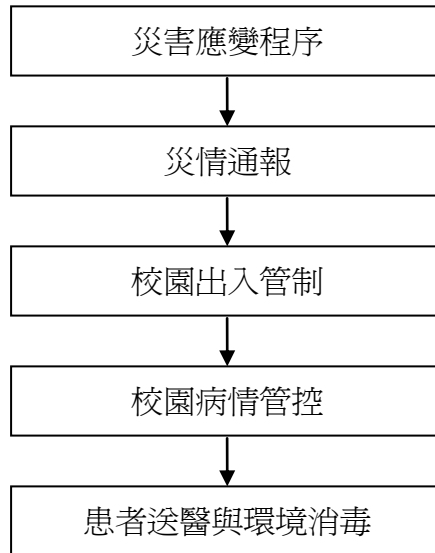 災害應變程序
災情通報
校園出入管制
校園病情管控
患者送醫與環境消毒